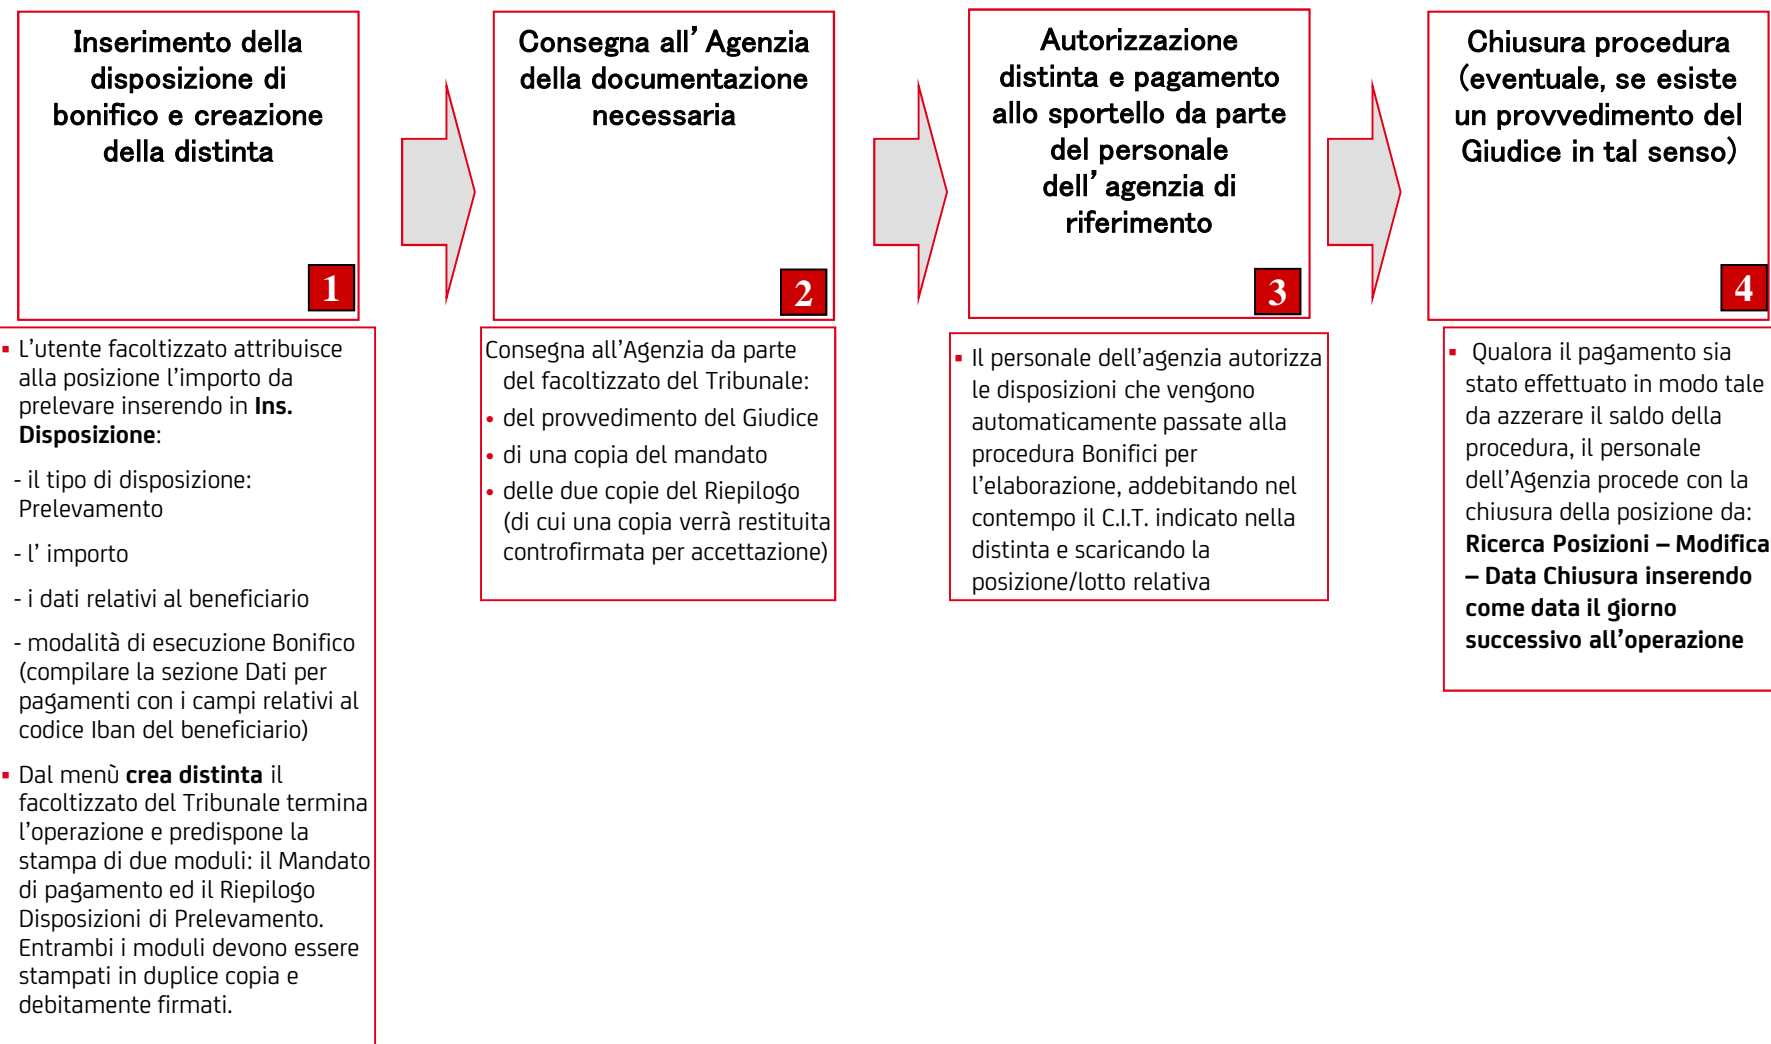 Inserimento della
disposizione di
bonifico e creazione
della distinta
1
Consegna all’Agenzia
della documentazione
necessaria
2
Autorizzazione
distinta e pagamento
allo sportello da parte
del personale
dell’agenzia di
riferimento
3
Chiusura procedura
(eventuale, se esiste
un provvedimento del
Giudice in tal senso)
4
▪ L’utente facoltizzato attribuisce
alla posizione l’importo da
prelevare inserendo in Ins.
Disposizione:
- il tipo di disposizione:
Prelevamento
- l’ importo
- i dati relativi al beneficiario
- modalità di esecuzione Bonifico
(compilare la sezione Dati per
pagamenti con i campi relativi al
codice Iban del beneficiario)
▪ Dal menù crea distinta il
facoltizzato del Tribunale termina
l’operazione e predispone la
stampa di due moduli: il Mandato
di pagamento ed il Riepilogo
Disposizioni di Prelevamento.
Entrambi i moduli devono essere
stampati in duplice copia e
debitamente firmati.
Consegna all’Agenzia da parte
del facoltizzato del Tribunale:
• del provvedimento del Giudice
• di una copia del mandato
• delle due copie del Riepilogo
(di cui una copia verrà restituita
controfirmata per accettazione)
▪ Il personale dell’agenzia autorizza
le disposizioni che vengono
automaticamente passate alla
procedura Bonifici per
l’elaborazione, addebitando nel
contempo il C.I.T. indicato nella
distinta e scaricando la
posizione/lotto relativa
▪ Qualora il pagamento sia
stato effettuato in modo tale
da azzerare il saldo della
procedura, il personale
dell’Agenzia procede con la
chiusura della posizione da:
Ricerca Posizioni – Modifica
– Data Chiusura inserendo
come data il giorno
successivo all’operazione